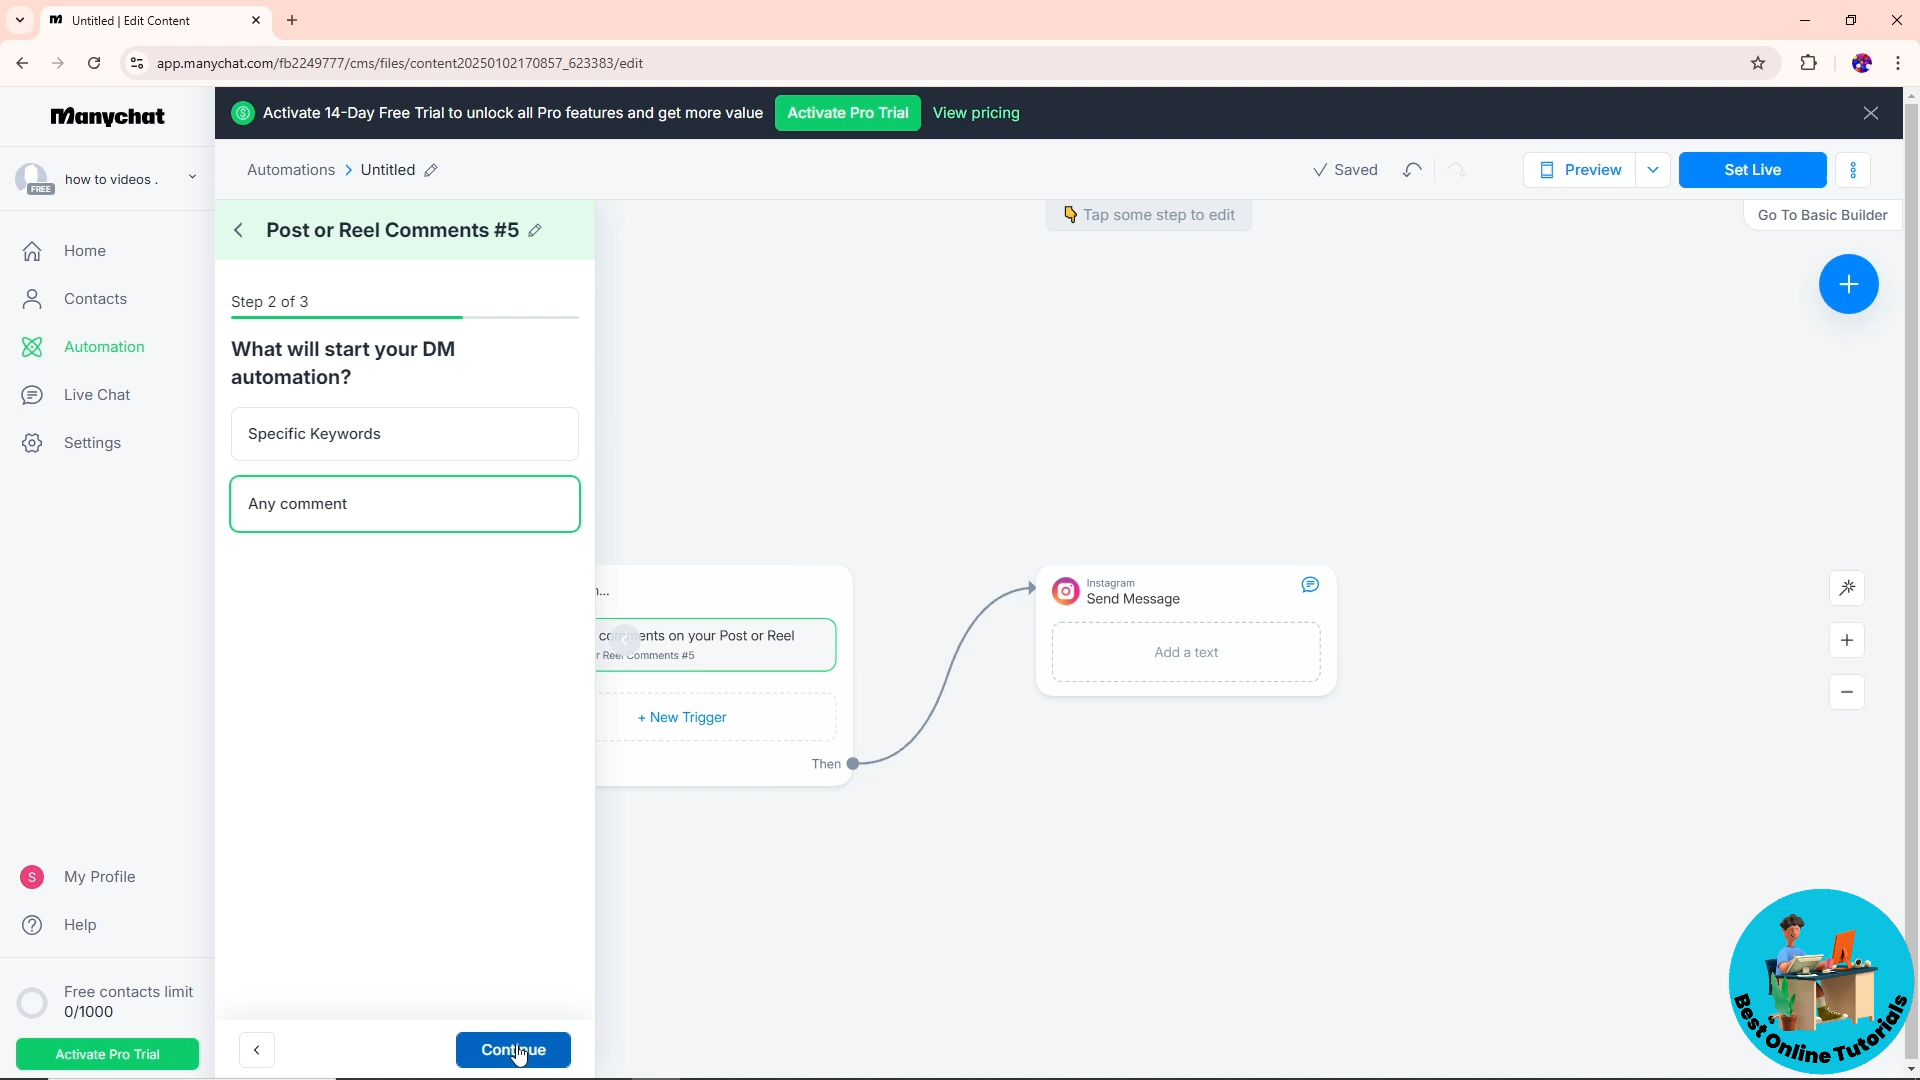 Untitled | Edit Content
app.manychat.com/fb2249777/cms/files/content20250102170857_623383/edit
Manychat
Activate 14-Day Free Trial to unlock all Pro features and get more value
Activate Pro Trial
View pricing
FREE
how to videos .
Automations
Untitled
Saved
Preview
Set Live
Home
Contacts
Automation
Live Chat
Settings
Post or Reel Comments #5
Tap some step to edit
Go To Basic Builder
Step 2 of 3
What will start your DM
automation?
Specific Keywords
Any comment
comments on your Post or Reel
r Reel Comments #5
+ New Trigger
Then
Instagram
Send Message
Add a text
S
My Profile
Help
Free contacts limit
0/1000
Activate Pro Trial
Continue
Best Online Tutorials